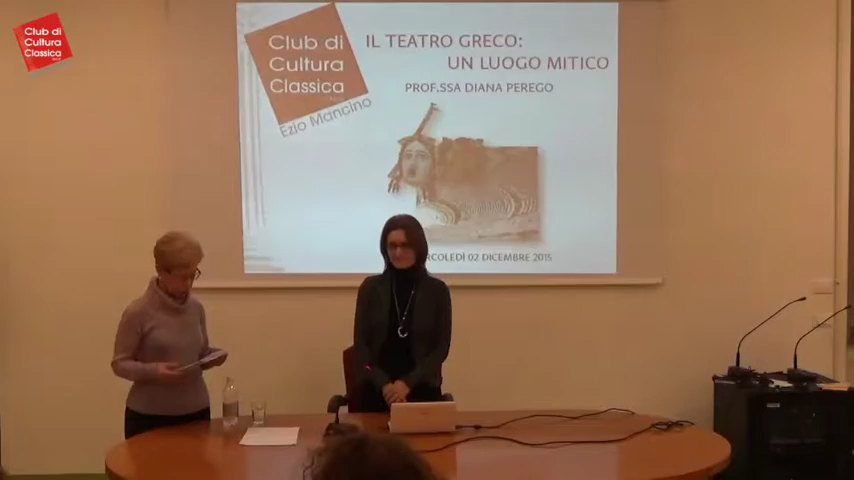 Club di
Cultura
Classica
Club di
Cultura
Classica
Ezio Mancino
IL TEATRO GRECO:
UN LUOGO MITICO
PROF.SSA DIANA PEREGO
RCOLEDÌ 02 DICEMBRE 2015